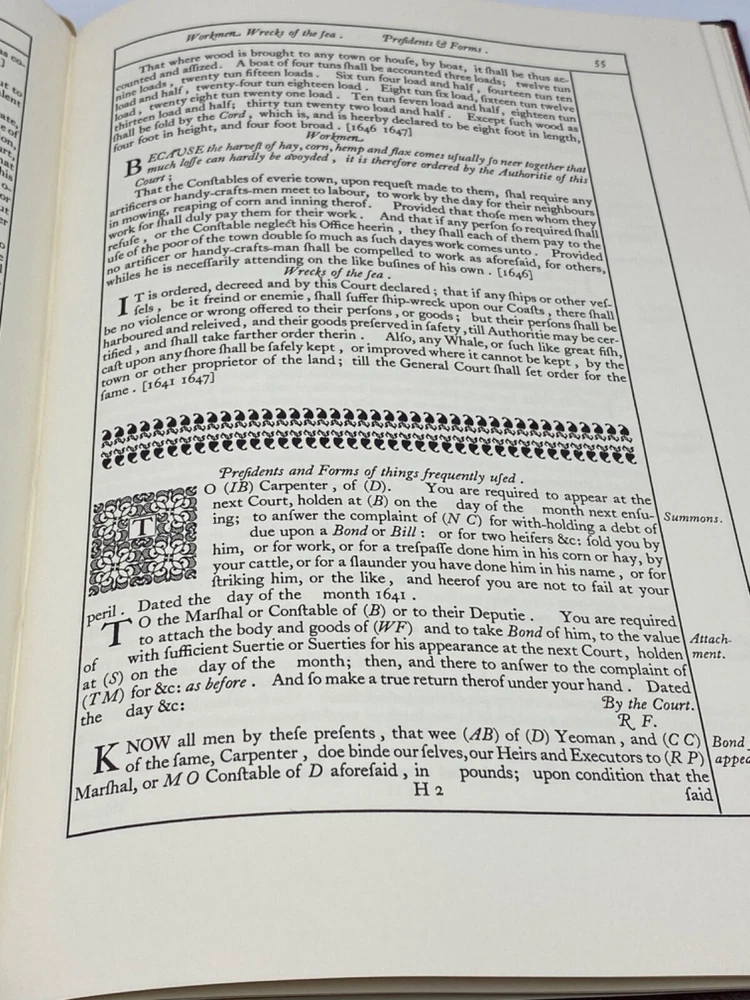 Workmen. Wrecks of the sea. Presidents & Forms. 55
That where wood is brought to any town or houſe, by boat, it ſhall be thus ac-
counted and aſſized. A boat of four tuns ſhall be accounted three loads; twelve tun
nine loads, twenty tun fifteen loads. Six tun four load and half, fourteen tun ten
load and half, twenty-four tun eighteen load. Eight tun ſix load, ſixteen tun twelve
load, twenty eight tun twenty one load. Ten tun ſeven load and half, eighteen tun
thirteen load and half; thirty tun twenty two load and half. Except ſuch wood as
ſhall be ſold by the Cord, which is, and is heerby declared to be eight foot in length,
four foot in height, and four foot broad. [1646 1647]
Workmen.
BECAUSE the harveſt of hay, corn, hemp and flax comes uſually ſo neer together that
much loſſe can hardly be avoyded, it is therefore ordered by the Authoritie of this
Court;
That the Conſtables of everie town, upon requeſt made to them, ſhal require any
artificers or handy-crafts-men meet to labour, to work by the day for their neighbours
in mowing, reaping of corn and inning therof. Provided that thoſe men whom they
work for ſhall duly pay them for their work. And that if any perſon ſo required ſhall
refuſe, or the Conſtable neglect his Office heerin, they ſhall each of them pay to the
uſe of the poor of the town double ſo much as ſuch dayes work comes unto. Provided
no artificer or handy-crafts-man ſhall be compelled to work as aforeſaid, for others,
whiles he is neceſſarily attending on the like buſines of his own. [1646]
Wrecks of the ſea.
IT is ordered, decreed and by this Court declared; that if any ſhips or other veſ-
ſels, be it freind or enemie, ſhall ſuffer ſhip-wreck upon our Coaſts, there ſhall
be no violence or wrong offered to their perſons, or goods; but their perſons ſhall be
harboured and releived, and their goods preſerved in ſafety, till Authoritie may be cer-
tified, and ſhall take farther order therin. Alſo, any Whale, or ſuch like great fiſh,
caſt upon any ſhore ſhall be ſafely kept, or improved where it cannot be kept, by the
town or other proprietor of the land; till the General Court ſhall ſet order for the
ſame. [1641 1647]
Preſidents and Forms of things frequently uſed.
TO (IB) Carpenter, of (D). You are required to appear at the
next Court, holden at (B) on the day of the month next enſu-
ing; to anſwer the complaint of (N C) for with-holding a debt of
due upon a Bond or Bill: or for two heifers &c: ſold you by
him, or for work, or for a treſpaſſe done him in his corn or hay, by
your cattle, or for a ſlaunder you have done him in his name, or for
ſtriking him, or the like, and heerof you are not to fail at your
peril. Dated the day of the month 1641.
Summons.
TO the Marſhal or Conſtable of (B) or to their Deputie. You are required
to attach the body and goods of (WF) and to take Bond of him, to the value
of with ſufficient Suertie or Suerties for his appearance at the next Court, holden
at (S) on the day of the month; then, and there to anſwer to the complaint of
(TM) for &c: as before. And ſo make a true return therof under your hand. Dated
the day &c:
Attach-
ment.
By the Court.
R. F.
KNOW all men by theſe preſents, that wee (AB) of (D) Yeoman, and (C C)
of the ſame, Carpenter, doe binde our ſelves, our Heirs and Executors to (R P)
Marſhal, or M O Conſtable of D aforeſaid, in pounds; upon condition that the
Bond
appea
H 2
ſaid